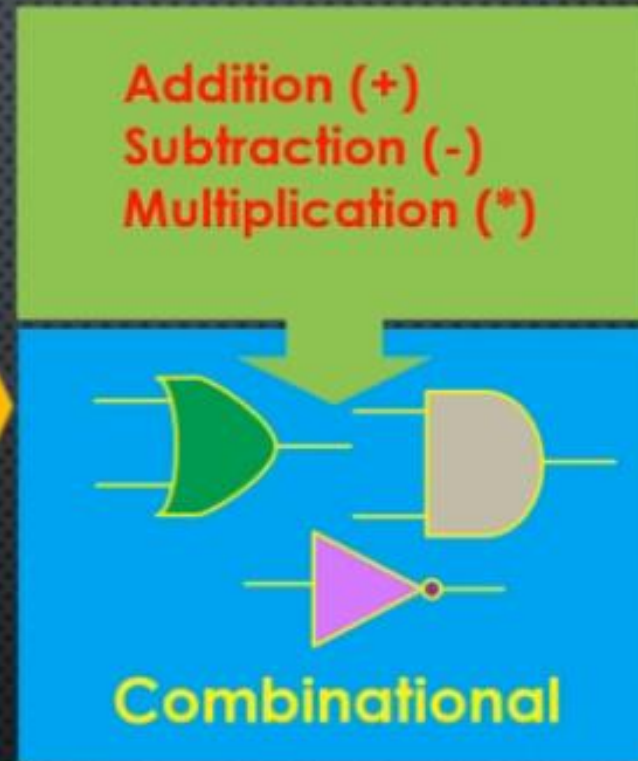 Addition (+)
Subtraction (-)
Multiplication (*)
Combinational